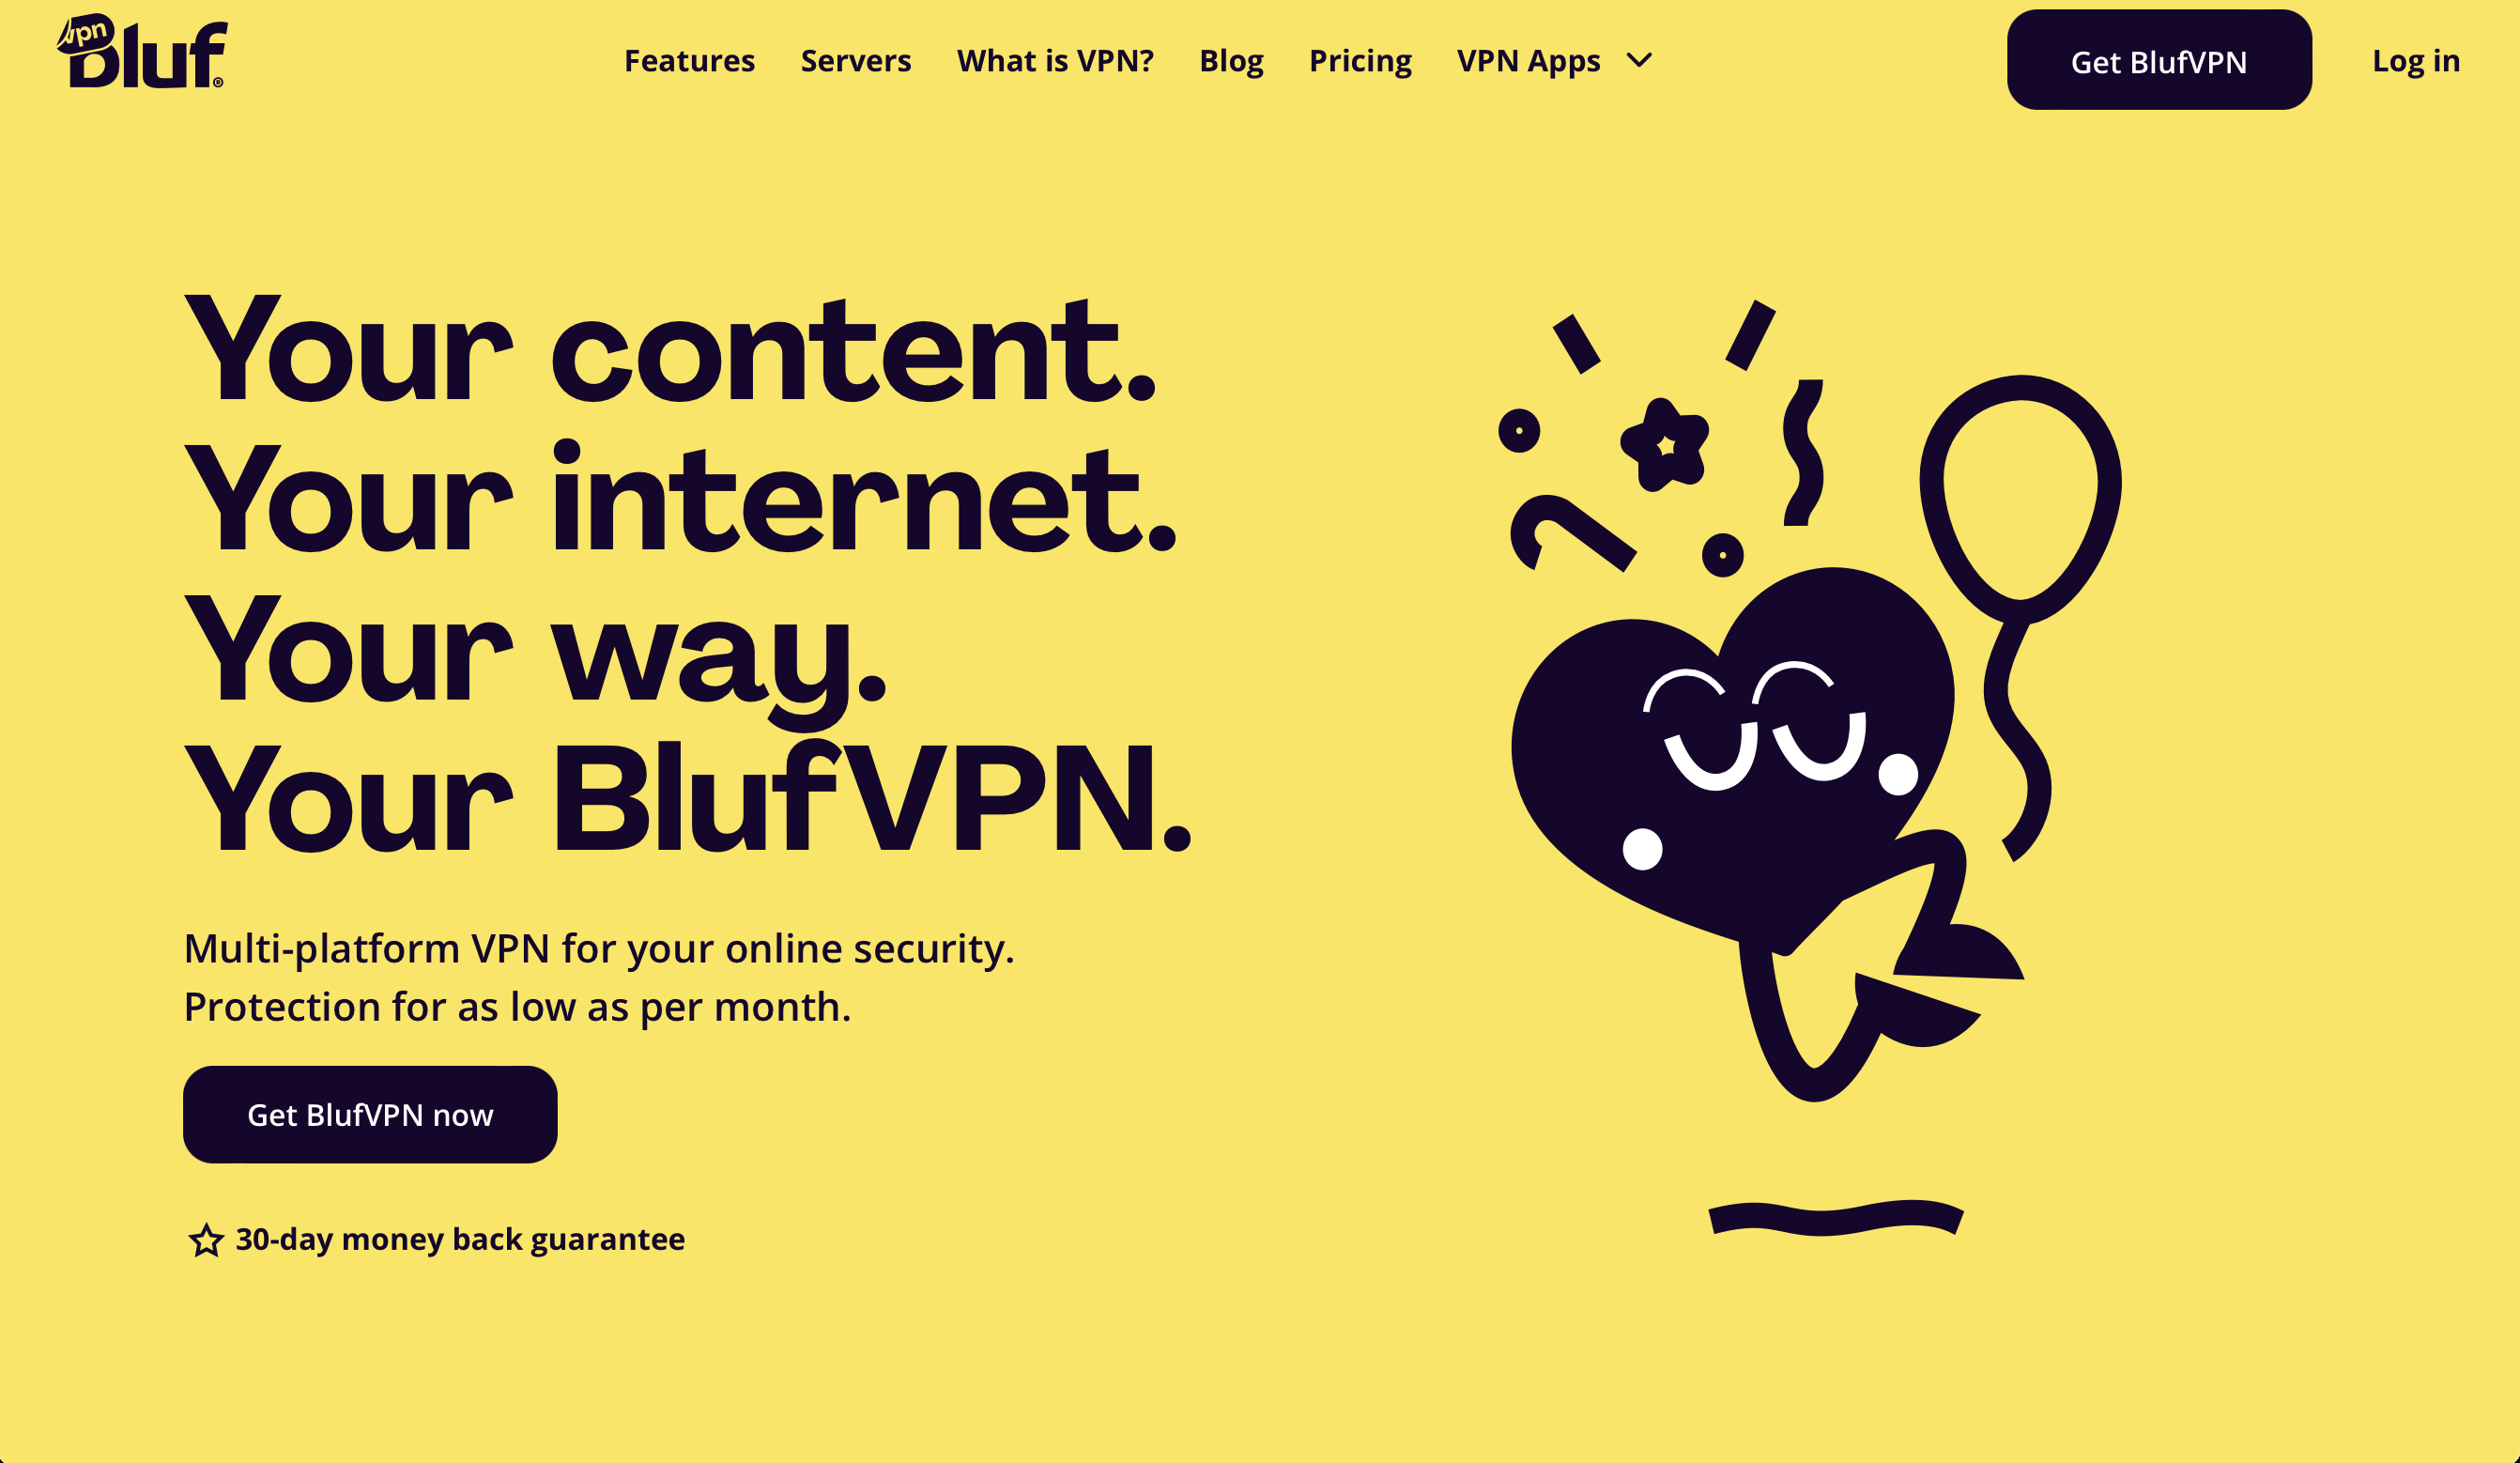 vpn
Bluf®
Features Servers What is VPN? Blog Pricing VPN Apps Get BlufVPN Log in
Your content.
Your internet.
Your way.
Your BlufVPN.
Multi-platform VPN for your online security.
Protection for as low as per month.
Get BlufVPN now
30-day money back guarantee